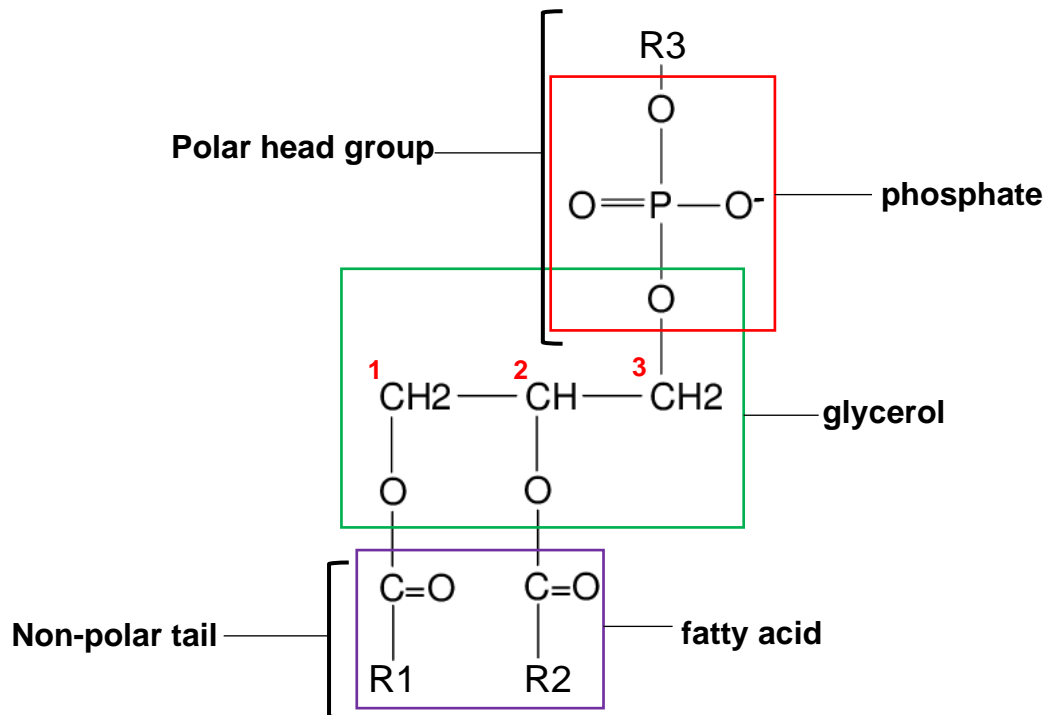 R3
O
Polar head group
O=P—O-
phosphate
O
1 2 3
CH2—CH—CH2
glycerol
O O
C=O C=O
Non-polar tail
fatty acid
R1 R2